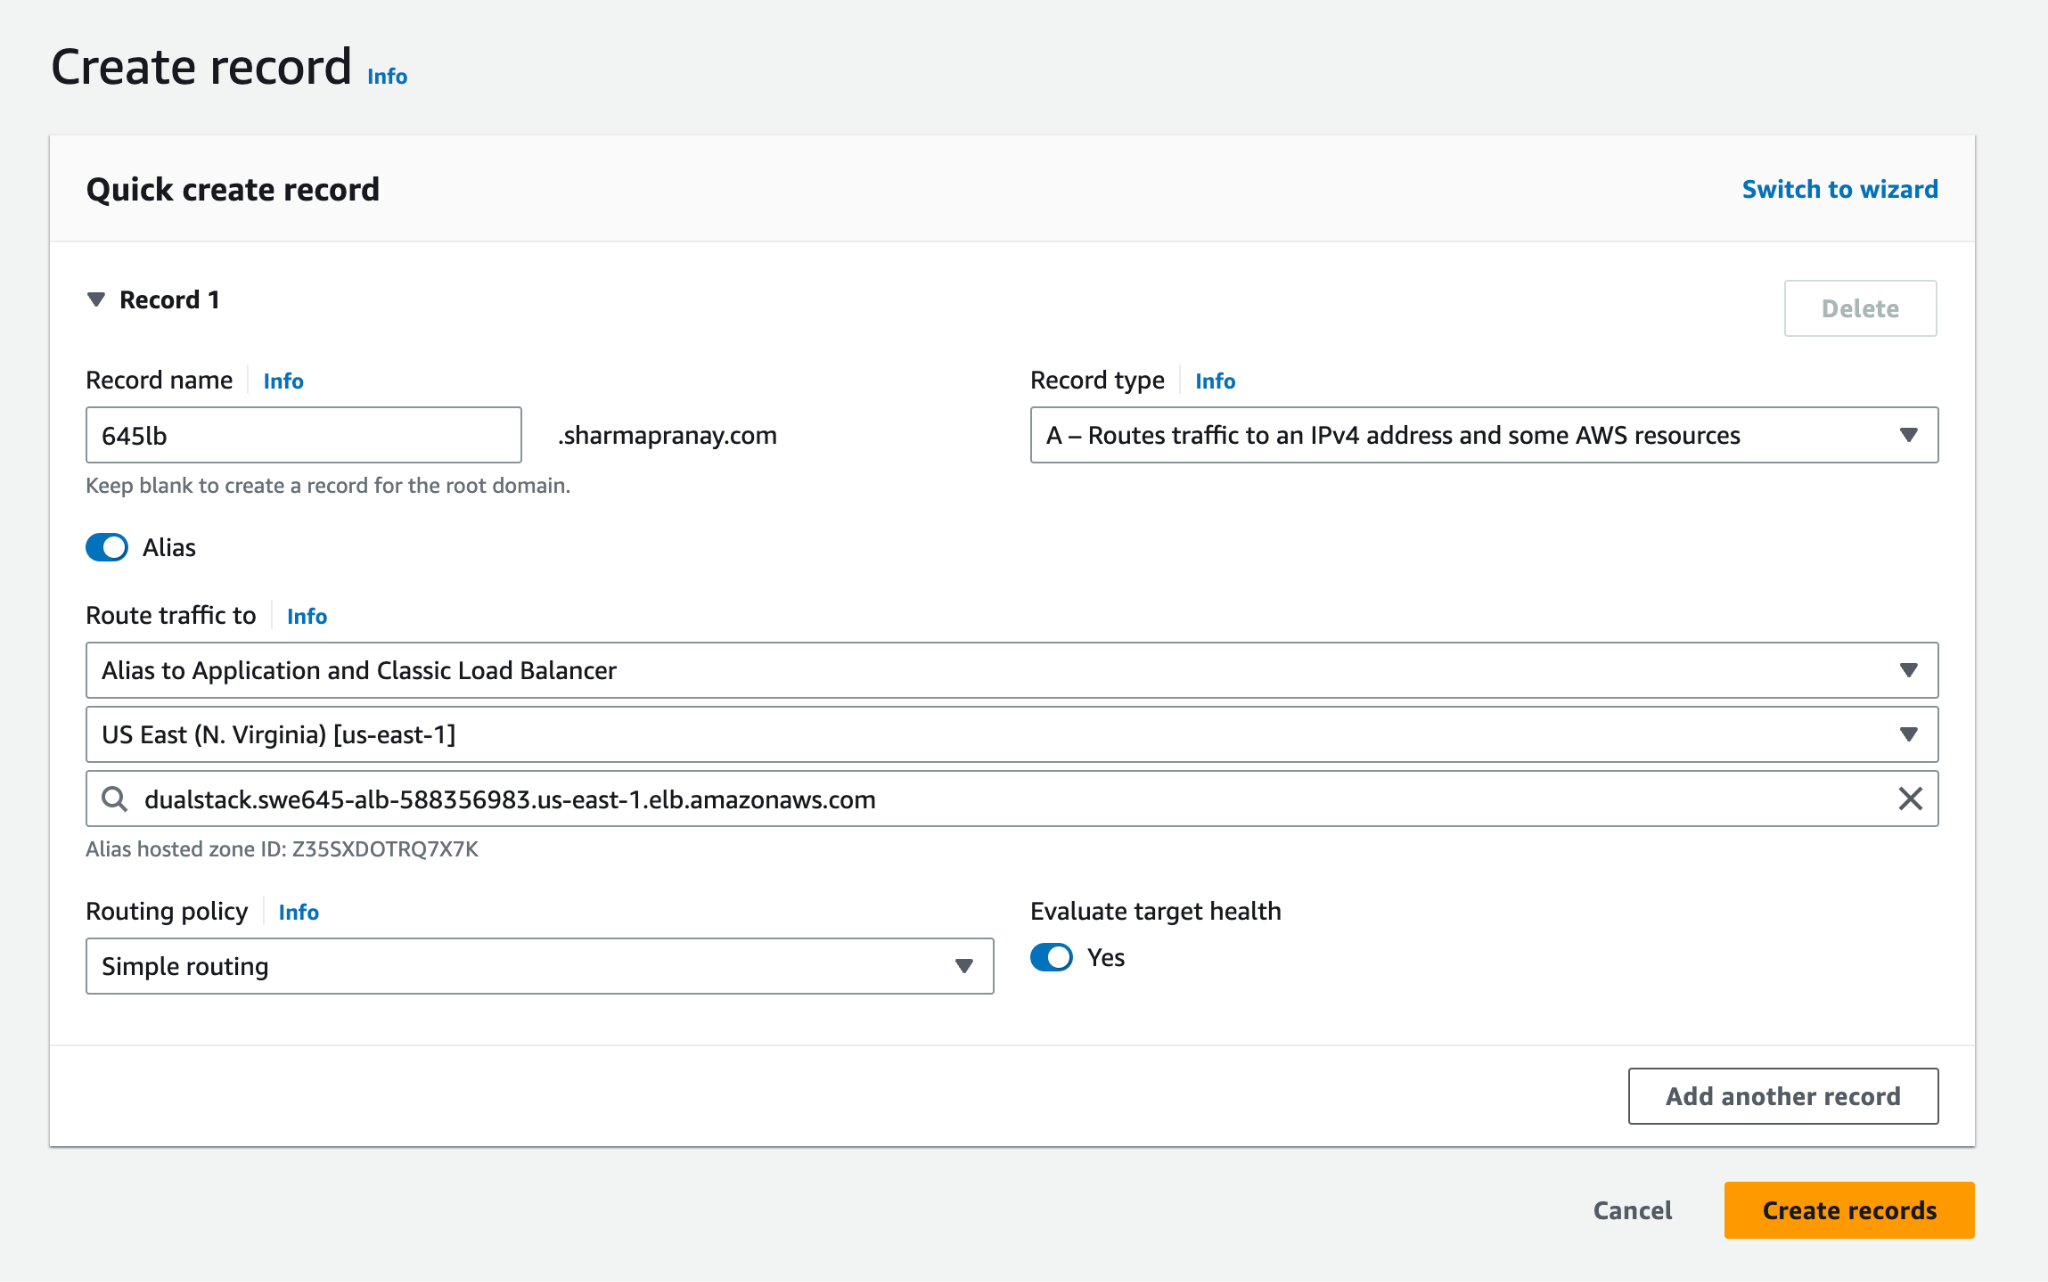 Create record Info
Quick create record
Switch to wizard
Record 1
Delete
Record name Info
Record type Info
645lb
.sharmapranay.com
A – Routes traffic to an IPv4 address and some AWS resources
Keep blank to create a record for the root domain.
Alias
Route traffic to Info
Alias to Application and Classic Load Balancer
US East (N. Virginia) [us-east-1]
dualstack.swe645-alb-588356983.us-east-1.elb.amazonaws.com
Alias hosted zone ID: Z35SXDOTRQ7X7K
Routing policy Info
Evaluate target health
Simple routing
Yes
Add another record
Cancel
Create records